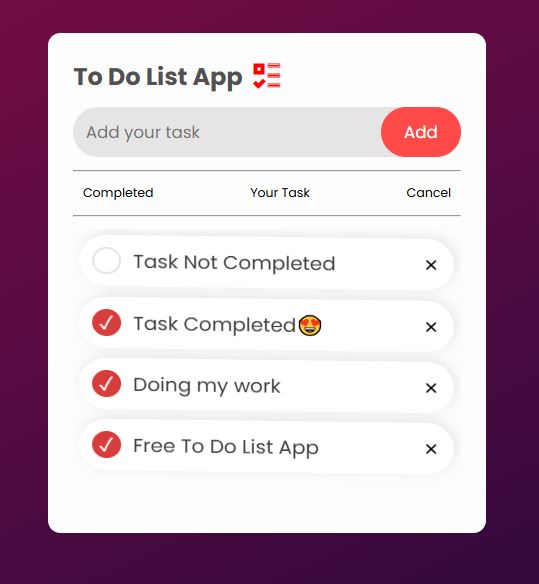 To Do List App
Add your task Add
Completed Your Task Cancel
Task Not Completed ×
Task Completed😍 ×
Doing my work ×
Free To Do List App ×